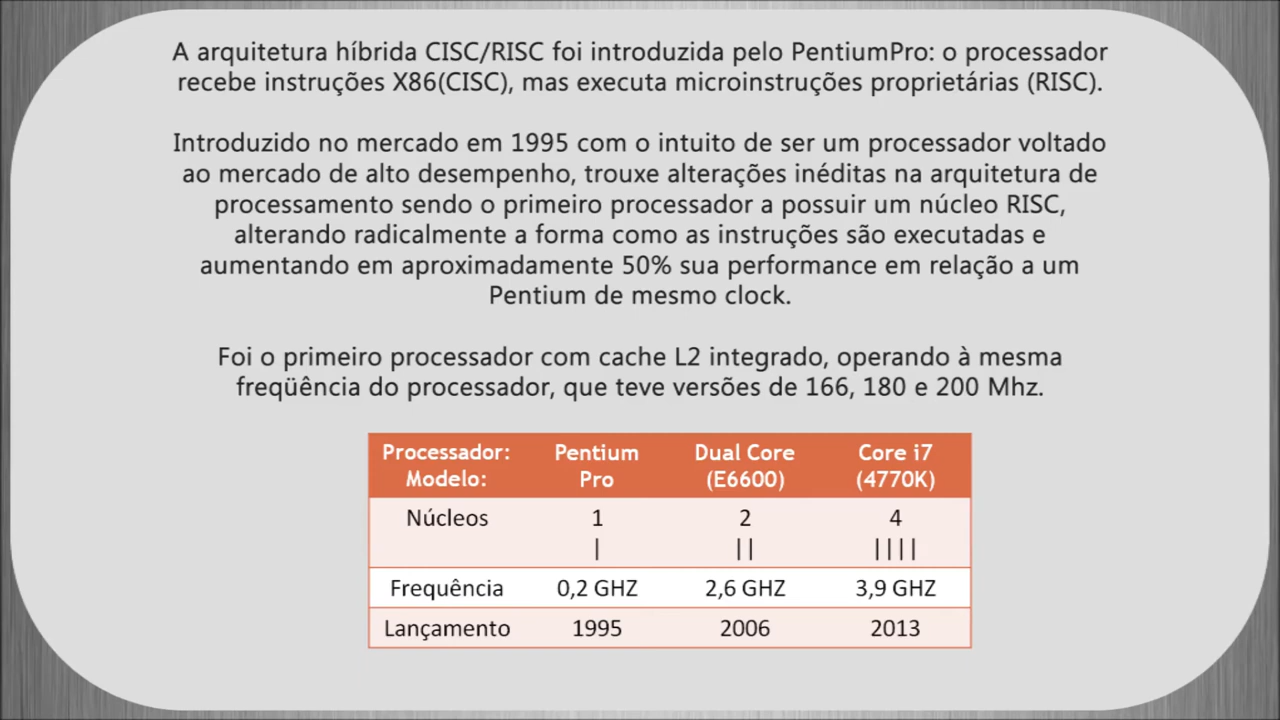 A arquitetura híbrida CISC/RISC foi introduzida pelo PentiumPro: o processador
recebe instruções X86(CISC), mas executa microinstruções proprietárias (RISC).
Introduzido no mercado em 1995 com o intuito de ser um processador voltado
ao mercado de alto desempenho, trouxe alterações inéditas na arquitetura de
processamento sendo o primeiro processador a possuir um núcleo RISC,
alterando radicalmente a forma como as instruções são executadas e
aumentando em aproximadamente 50% sua performance em relação a um
Pentium de mesmo clock.
Foi o primeiro processador com cache L2 integrado, operando à mesma
freqüência do processador, que teve versões de 166, 180 e 200 Mhz.
Processador: Pentium Dual Core Core i7
Modelo: Pro (E6600) (4770K)
Núcleos 1 2 4
| || ||||
Frequência 0,2 GHZ 2,6 GHZ 3,9 GHZ
Lançamento 1995 2006 2013